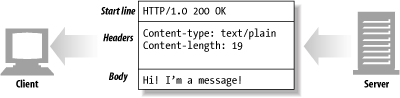 Start line HTTP/1.0 200 OK
Headers Content-type: text/plain
Content-length: 19
Body Hi! I'm a message!
Client
Server